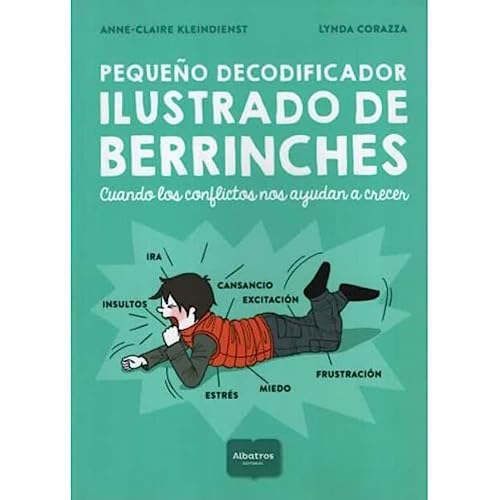 ANNE-CLAIRE KLEINDIENST LYNDA CORAZZA
PEQUEÑO DECODIFICADOR
ILUSTRADO DE
BERRINCHES
Cuando los conflictos nos ayudan a crecer
IRA
CANSANCIO
INSULTOS
EXCITACIÓN
FRUSTRACIÓN
MIEDO
ESTRÉS
Albatros
EDITORIAL